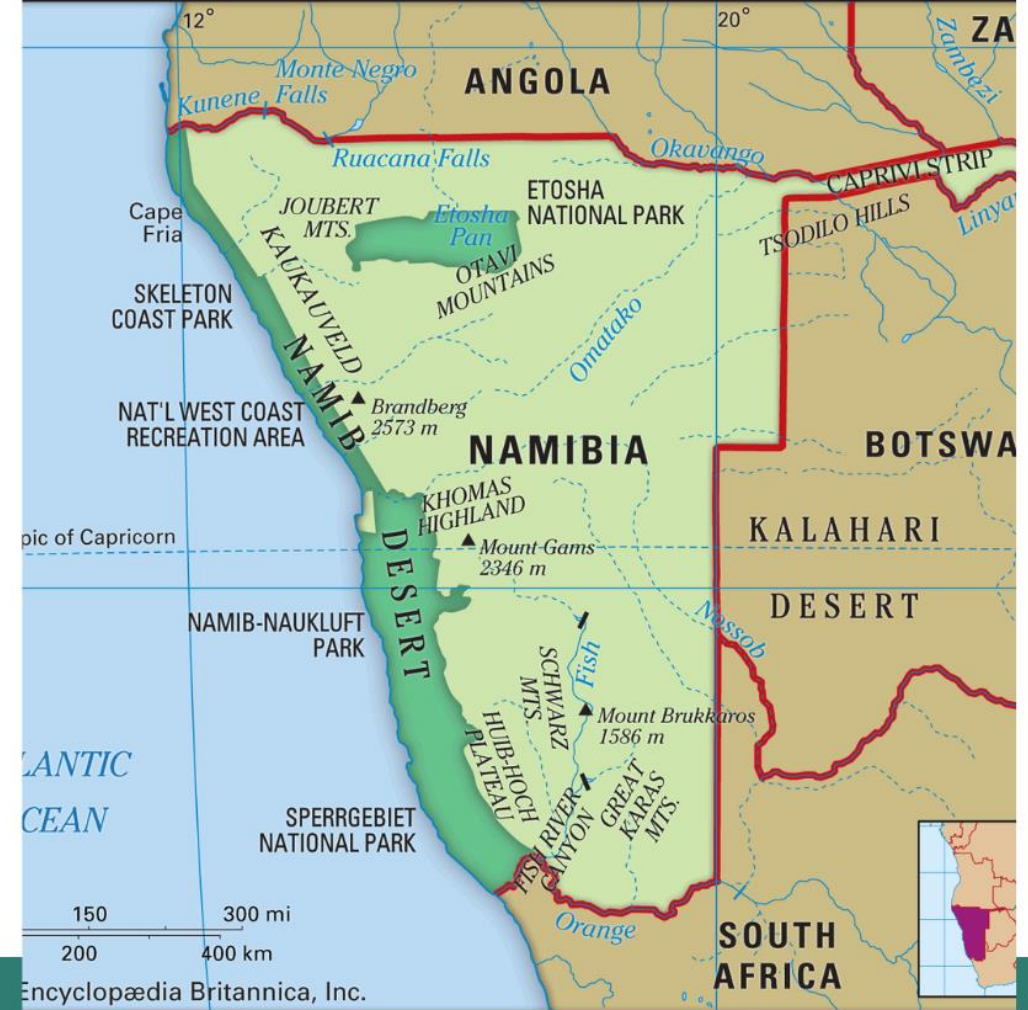 12°
20°
ZA
Zambezi
Monte Negro
Falls
ANGOLA
Kunene
Ruacana Falls
Okavango
CAPRIVI STRIP
Linya
ETOSHA
NATIONAL PARK
Etosha
Pan
JOUBERT
MTS.
TSODILO HILLS
Cape
Fria
KAUKAUVELD
OTAVI
MOUNTAINS
SKELETON
COAST PARK
Omatako
NAMIB
Brandberg
2573 m
NAT'L WEST COAST
RECREATION AREA
NAMIBIA
BOTSWA
KHOMAS
HIGHLAND
KALAHARI
DESERT
pic of Capricorn
Mount Gams
2346 m
DESERT
NAMIB-NAUKLUFT
PARK
Nossob
Fish
SCHWARZ
MTS.
Mount Brukkaros
1586 m
HUIB-HOCH
PLATEAU
LANTIC
CEAN
GREAT
KARAS
MTS.
SPERRGEBIET
NATIONAL PARK
FISH RIVER
CANYON
Orange
SOUTH
AFRICA
150
300 mi
200
400 km
Encyclopædia Britannica, Inc.